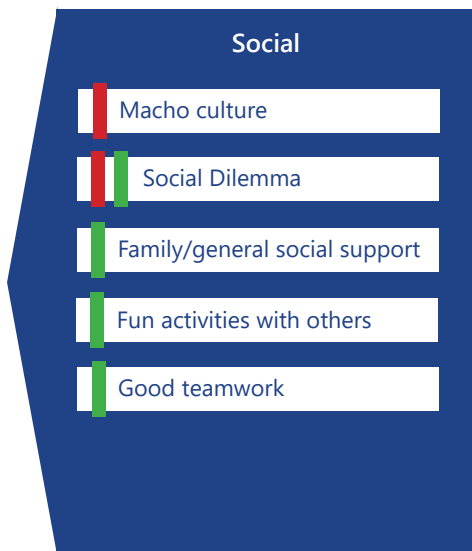 Social
Macho culture
Social Dilemma
Family/general social support
Fun activities with others
Good teamwork